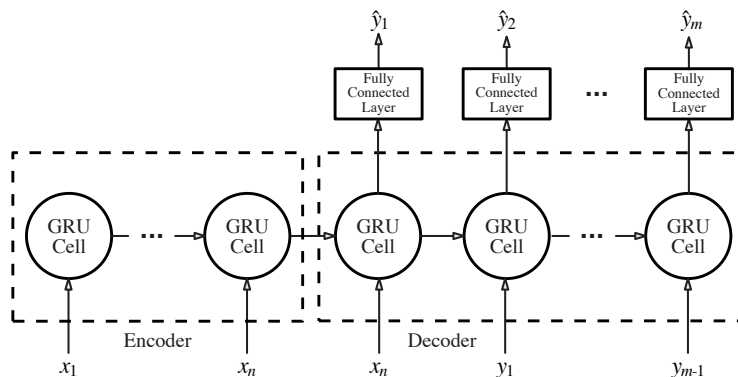 ŷ1 ŷ2 ŷm
Fully Connected Layer
Fully Connected Layer
...
Fully Connected Layer
GRU Cell
...
GRU Cell
GRU Cell
GRU Cell
...
GRU Cell
Encoder
Decoder
x1 xn xn y1 ym-1